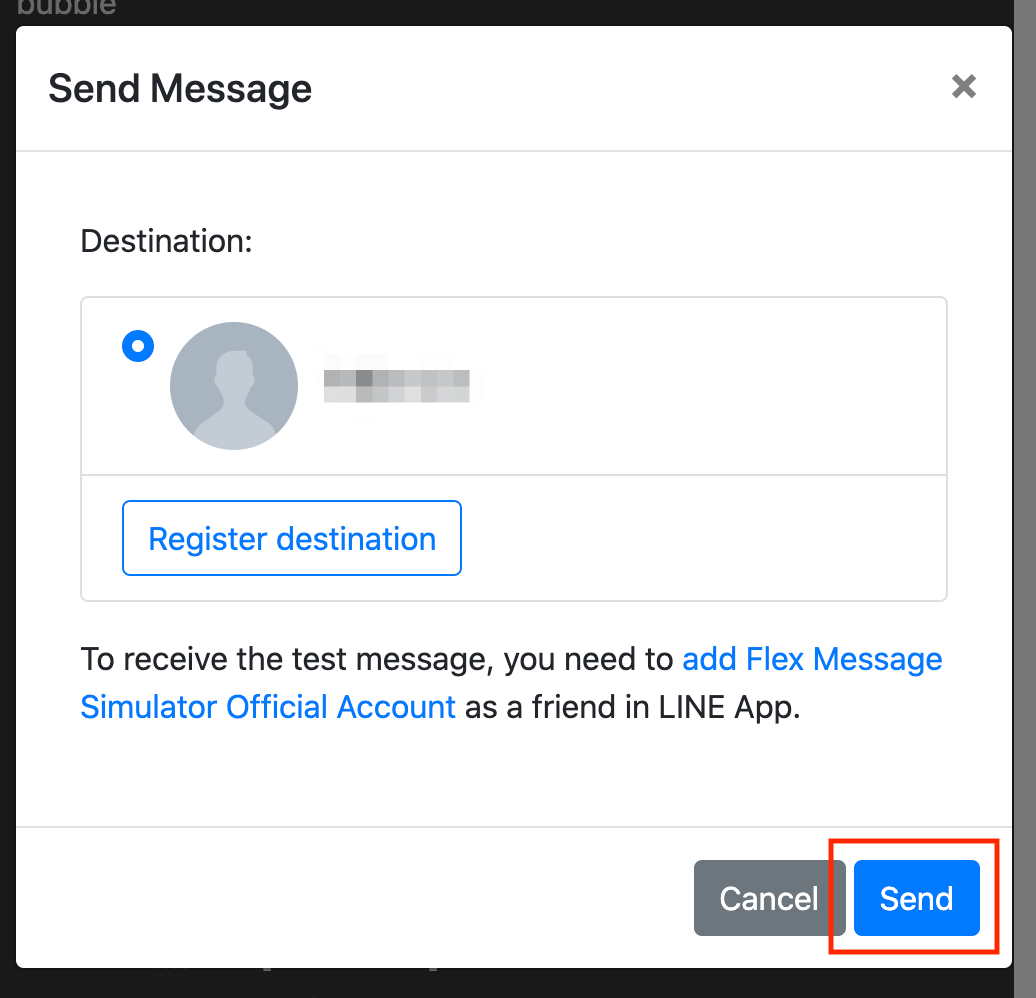 bubble
Send Message
Destination:
Register destination
To receive the test message, you need to add Flex Message
Simulator Official Account as a friend in LINE App.
Cancel
Send